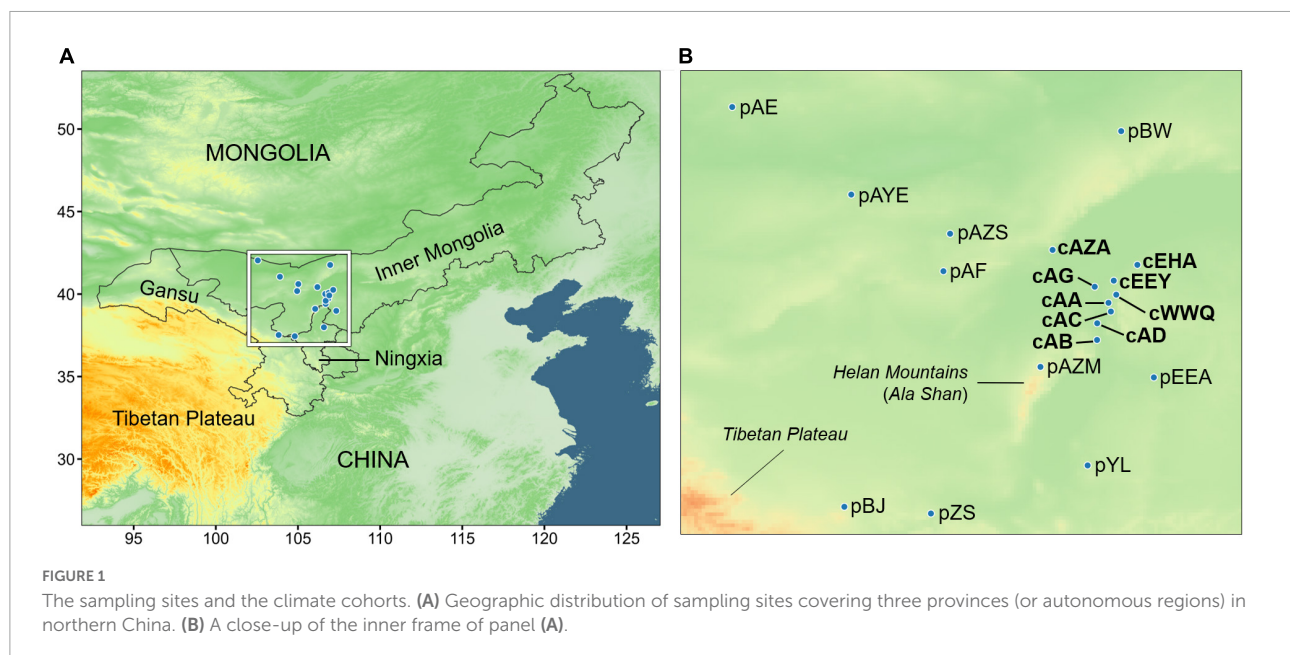 A
B
50
45
40
35
30
95
100
105
110
115
120
125
MONGOLIA
Inner Mongolia
Gansu
Ningxia
Tibetan Plateau
CHINA
pAE
pBW
pAYE
pAZS
pAF
cAZA
cEHA
cAG
cEEY
cAA
cWWQ
cAC
cAD
cAB
pAZM
pEEA
Helan Mountains
(Ala Shan)
Tibetan Plateau
pYL
pBJ
pZS
FIGURE 1
The sampling sites and the climate cohorts. (A) Geographic distribution of sampling sites covering three provinces (or autonomous regions) in
northern China. (B) A close-up of the inner frame of panel (A).